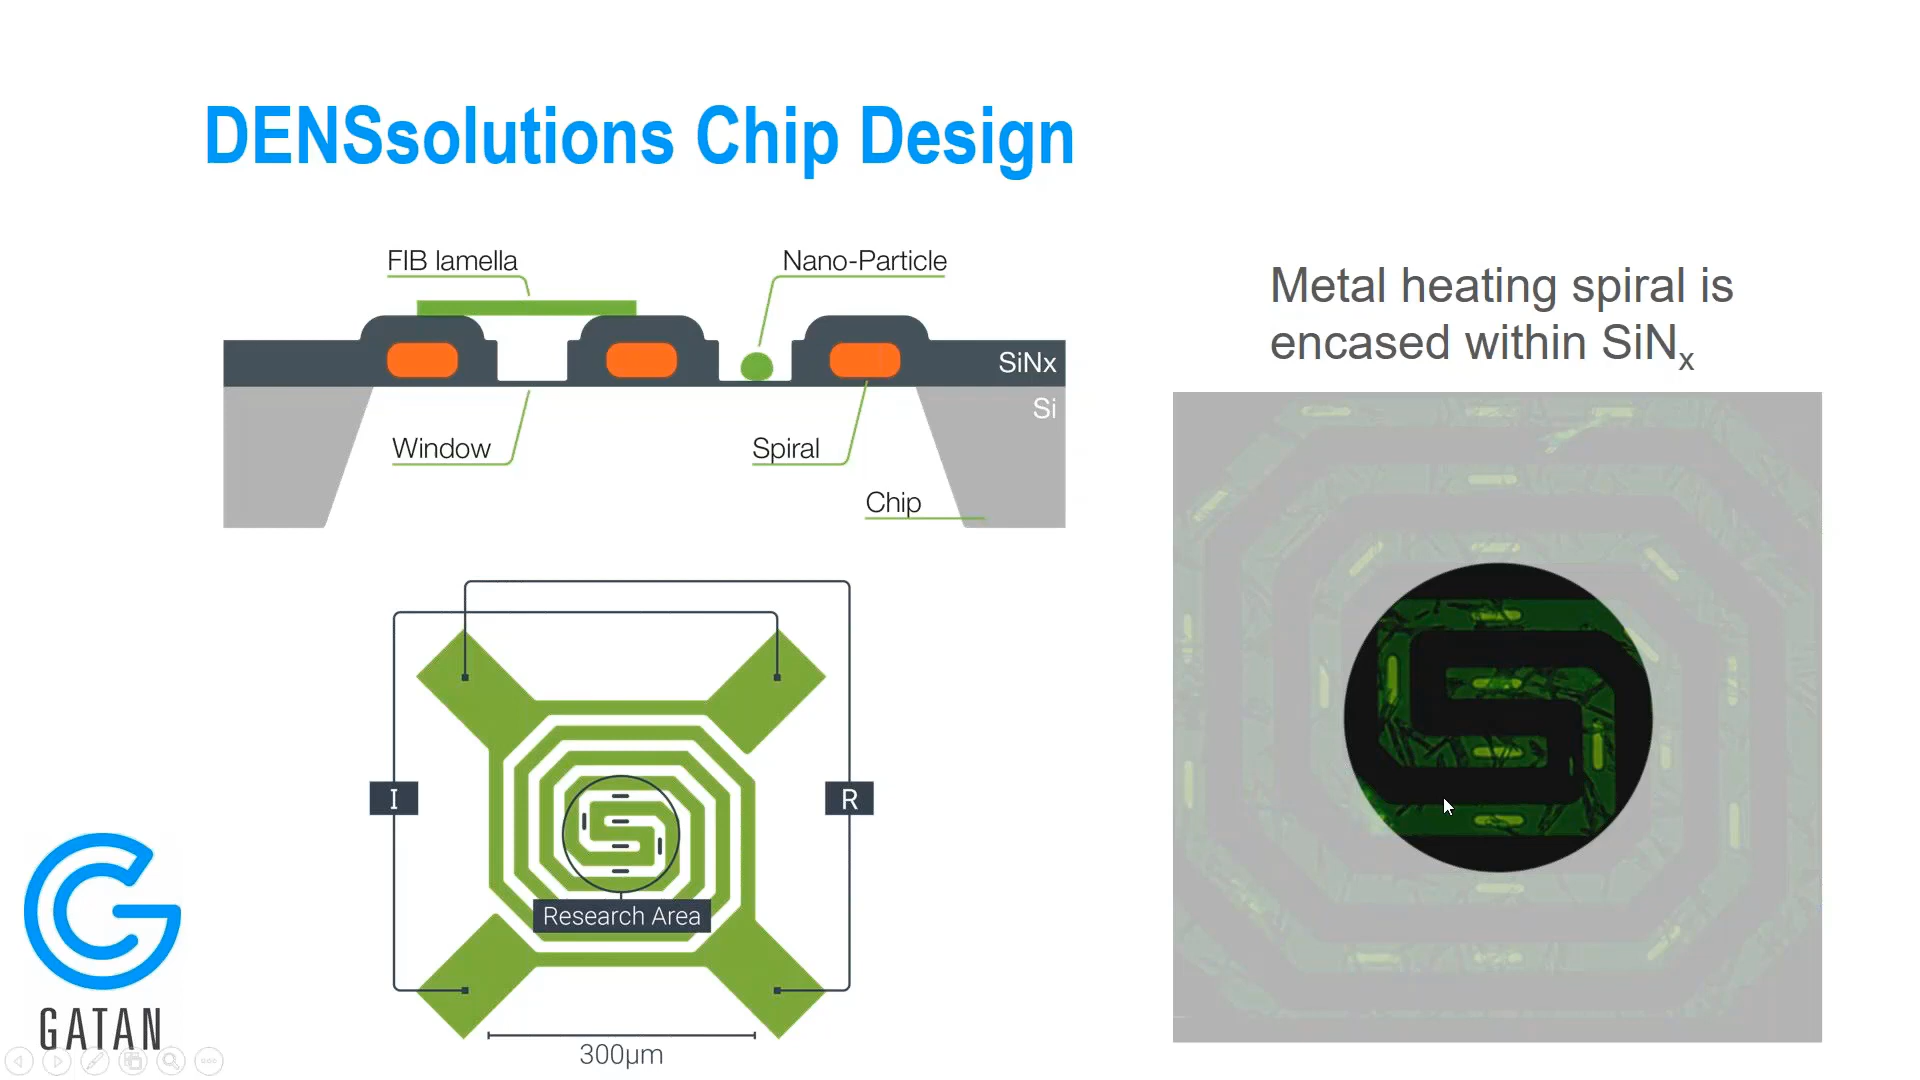 DENSsolutions Chip Design
FIB lamella
Nano-Particle
SiNx
Si
Window
Spiral
Chip
Metal heating spiral is
encased within SiNx
I
R
Research Area
300μm
GATAN